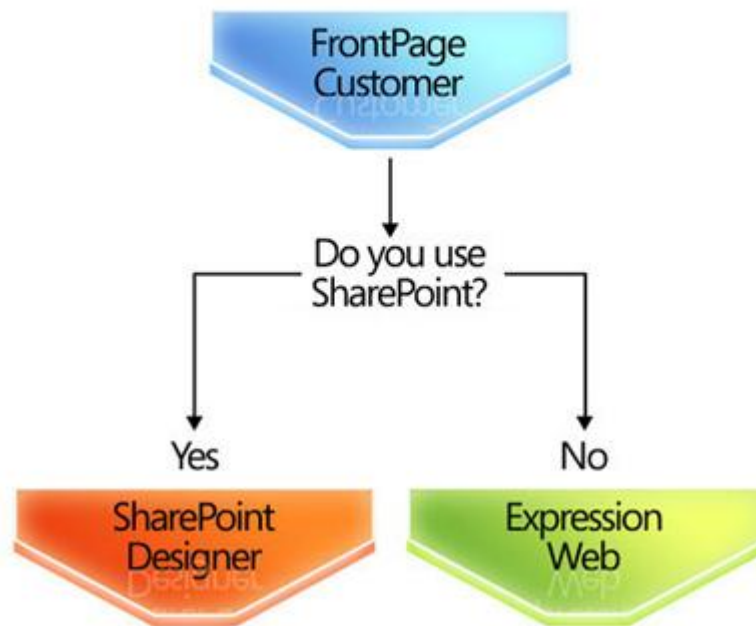 FrontPage
Customer
Do you use
SharePoint?
Yes
No
SharePoint
Designer
Expression
Web